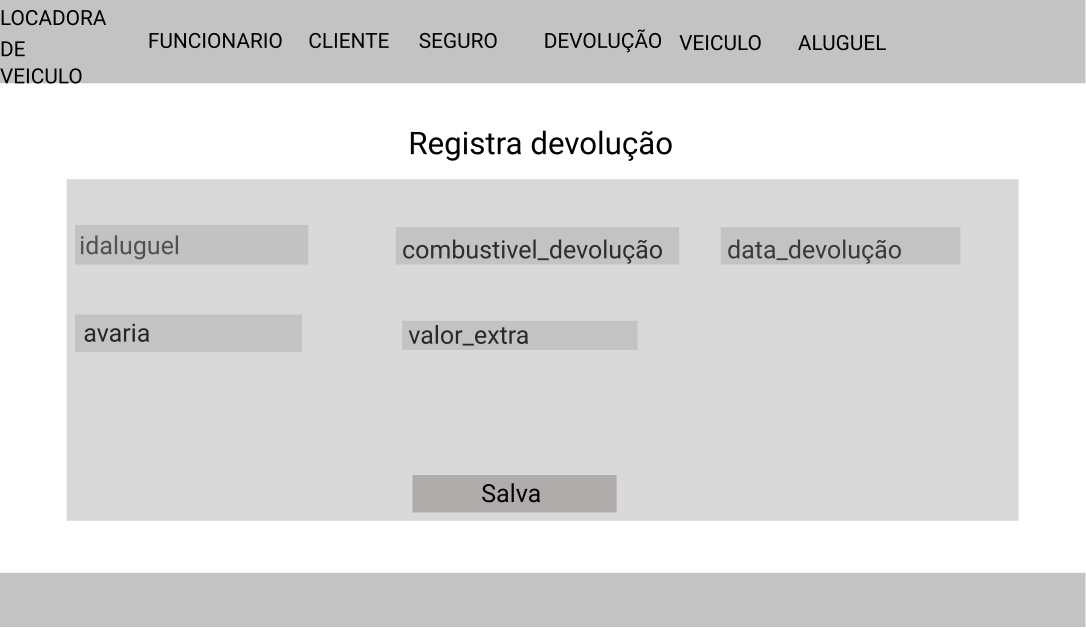 LOCADORA
DE
VEICULO
FUNCIONARIO CLIENTE SEGURO DEVOLUÇÃO VEICULO ALUGUEL
Registra devolução
idaluguel combustivel_devolução data_devolução
avaria valor_extra
Salva